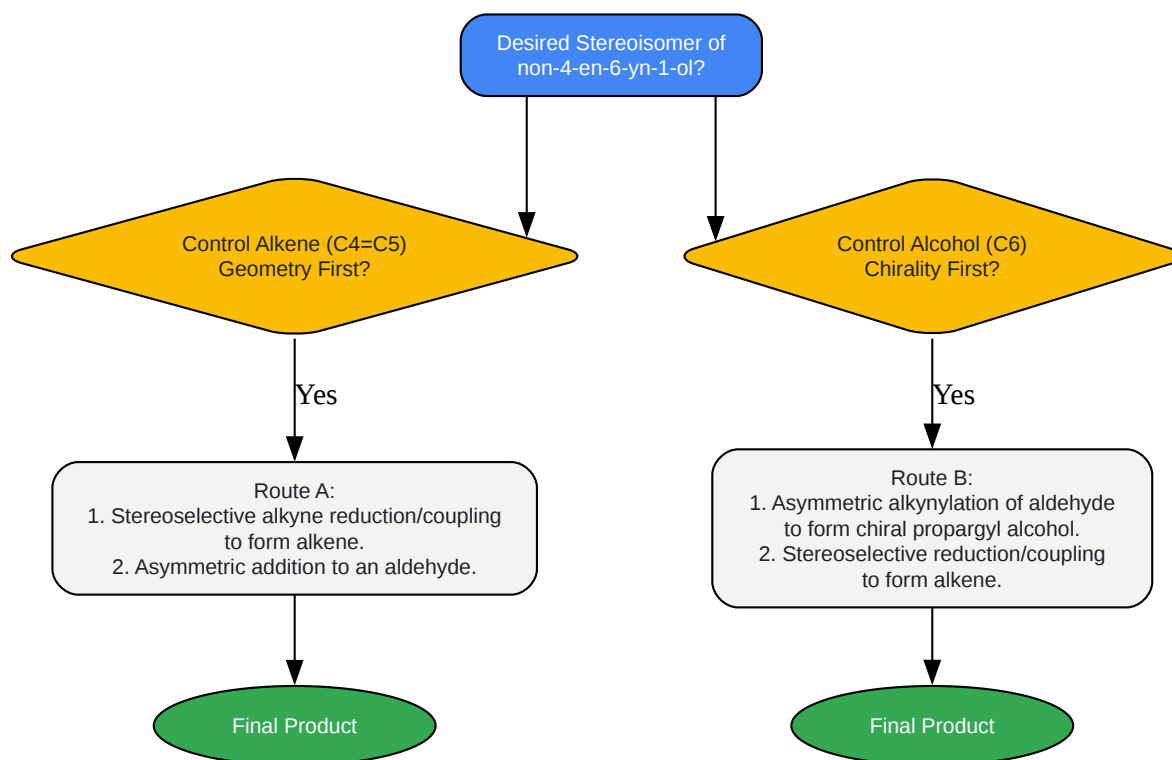 Desired Stereoisomer of
non-4-en-6-yn-1-ol?
Control Alkene (C4=C5)
Geometry First?
Control Alcohol (C6)
Chirality First?
Yes
Yes
Route A:
1. Stereoselective alkyne reduction/coupling
to form alkene.
2. Asymmetric addition to an aldehyde.
Route B:
1. Asymmetric alkynylation of aldehyde
to form chiral propargyl alcohol.
2. Stereoselective reduction/coupling
to form alkene.
Final Product
Final Product